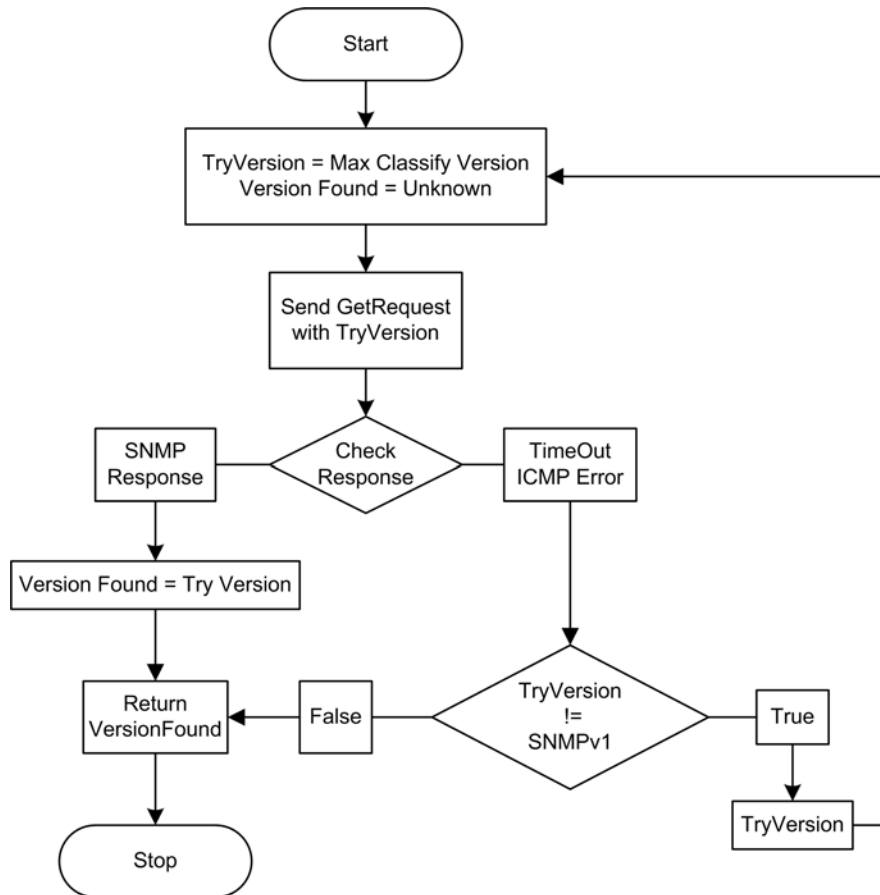 Start
TryVersion = Max Classify Version
Version Found = Unknown
Send GetRequest
with TryVersion
SNMP
Response
Check
Response
TimeOut
ICMP Error
Version Found = Try Version
Return
VersionFound
False
TryVersion
!=
SNMPv1
True
TryVersion
Stop